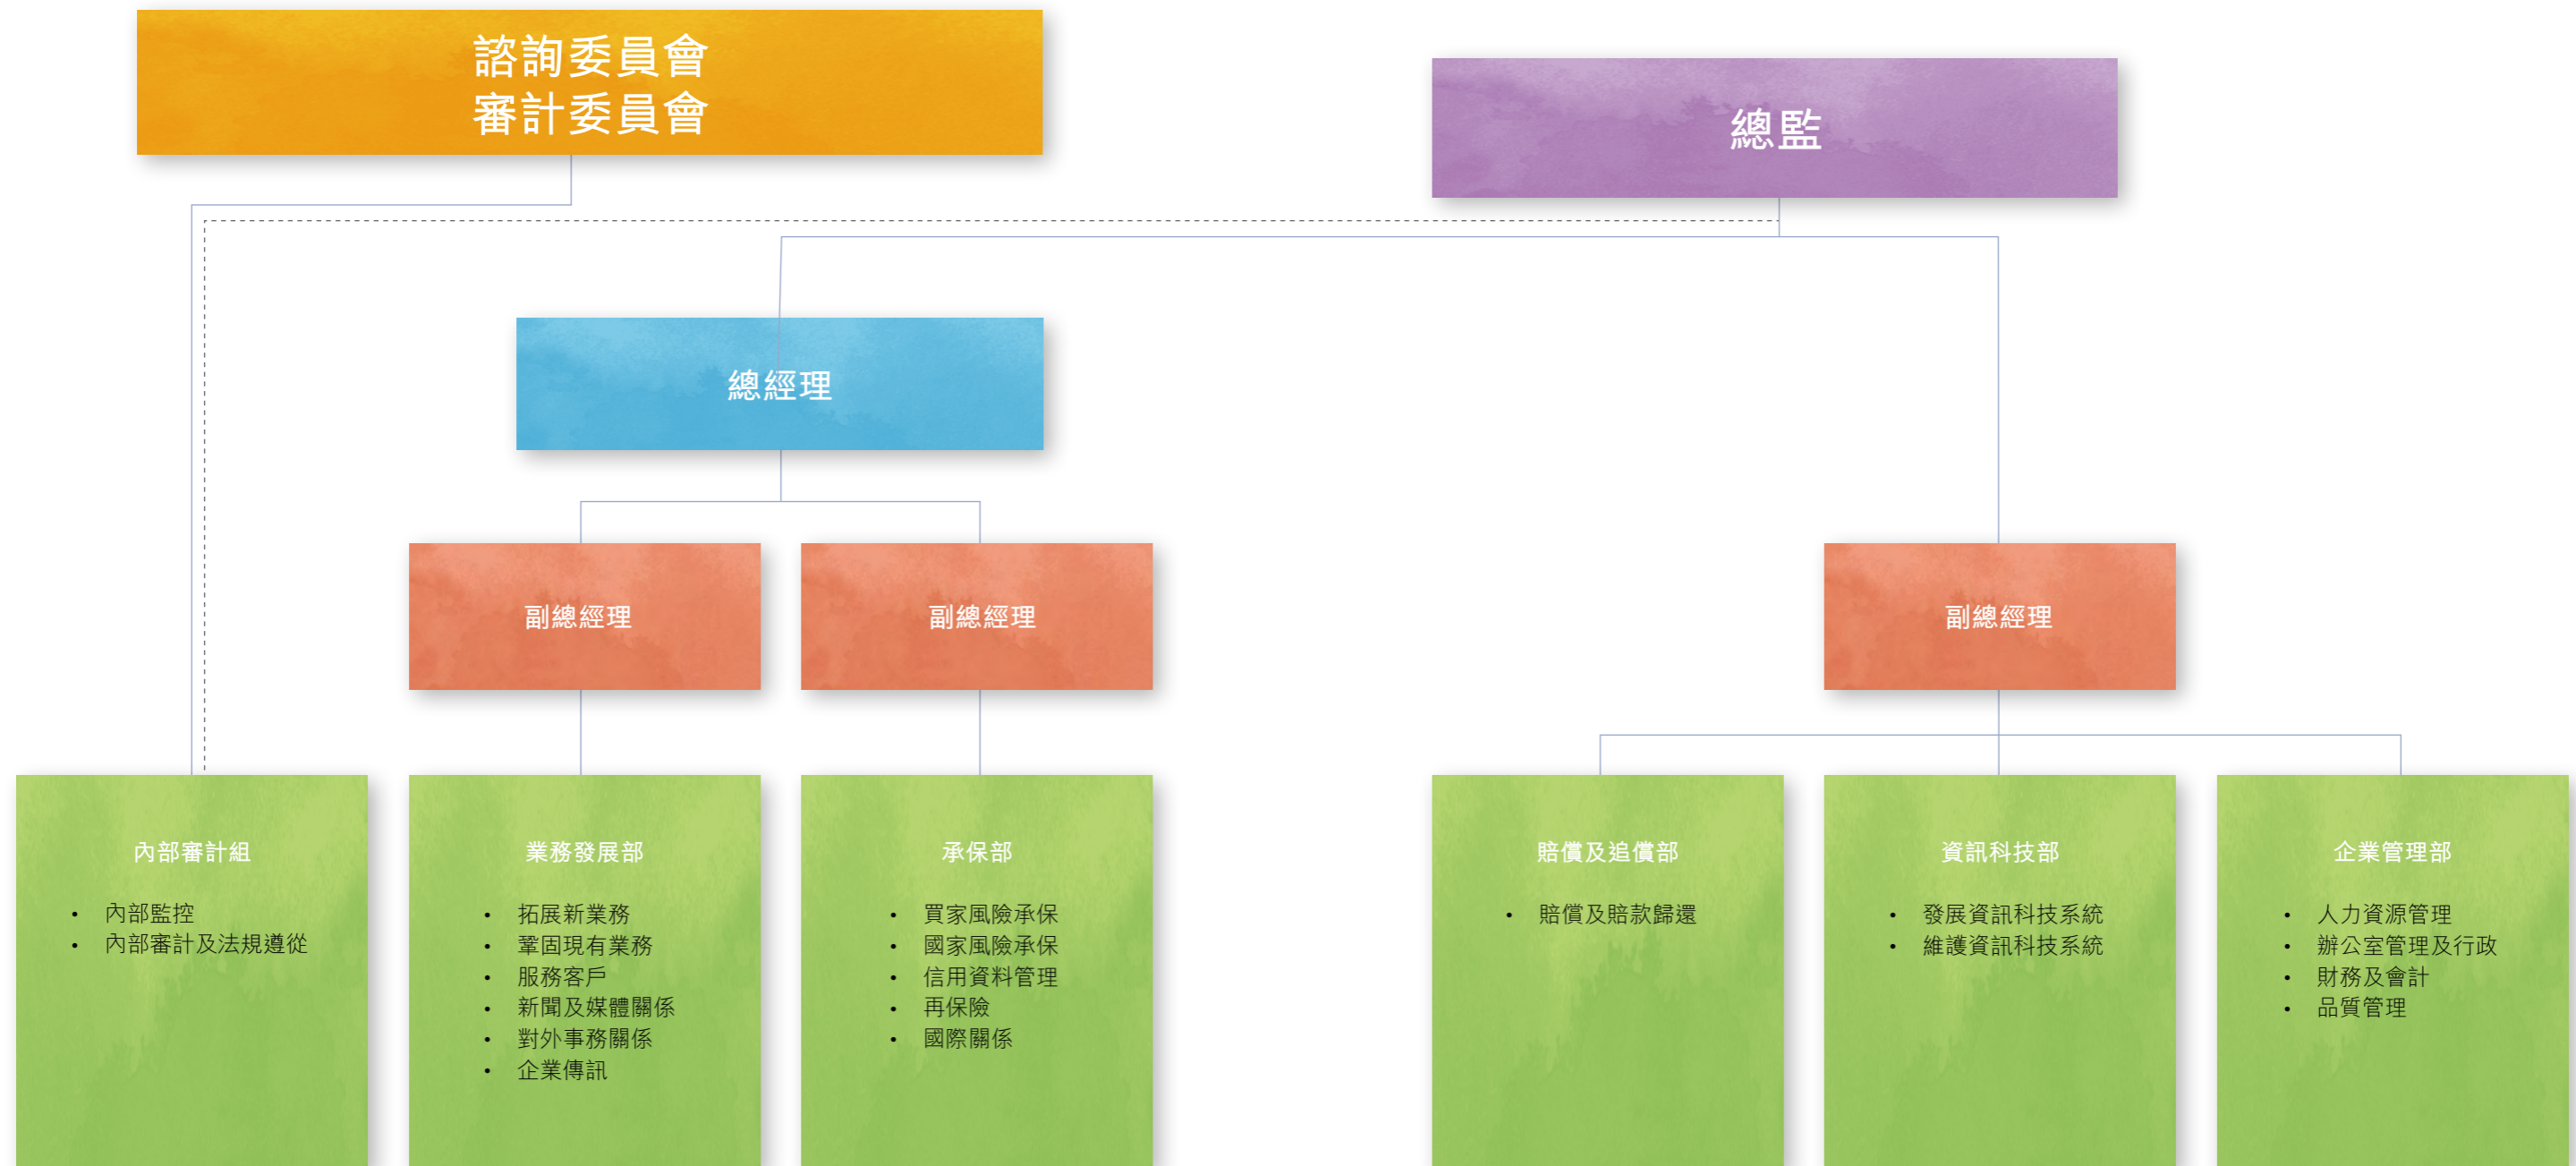 諮詢委員會
審計委員會
總監
總經理
副總經理
副總經理
副總經理
內部審計組
• 內部監控
• 內部審計及法規遵從
業務發展部
• 拓展新業務
• 鞏固現有業務
• 服務客戶
• 新聞及媒體關係
• 對外事務關係
• 企業傳訊
承保部
• 買家風險承保
• 國家風險承保
• 信用資料管理
• 再保險
• 國際關係
賠償及追償部
• 賠償及賠款歸還
資訊科技部
• 發展資訊科技系統
• 維護資訊科技系統
企業管理部
• 人力資源管理
• 辦公室管理及行政
• 財務及會計
• 品質管理